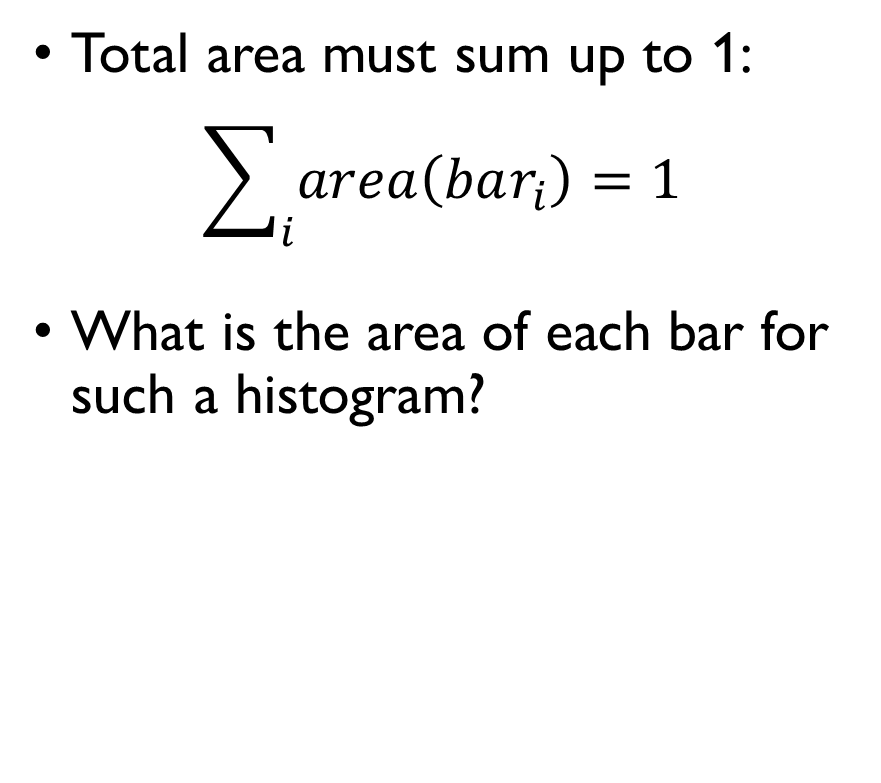 • Total area must sum up to 1:
∑ᵢ area(barᵢ) = 1
• What is the area of each bar for
such a histogram?